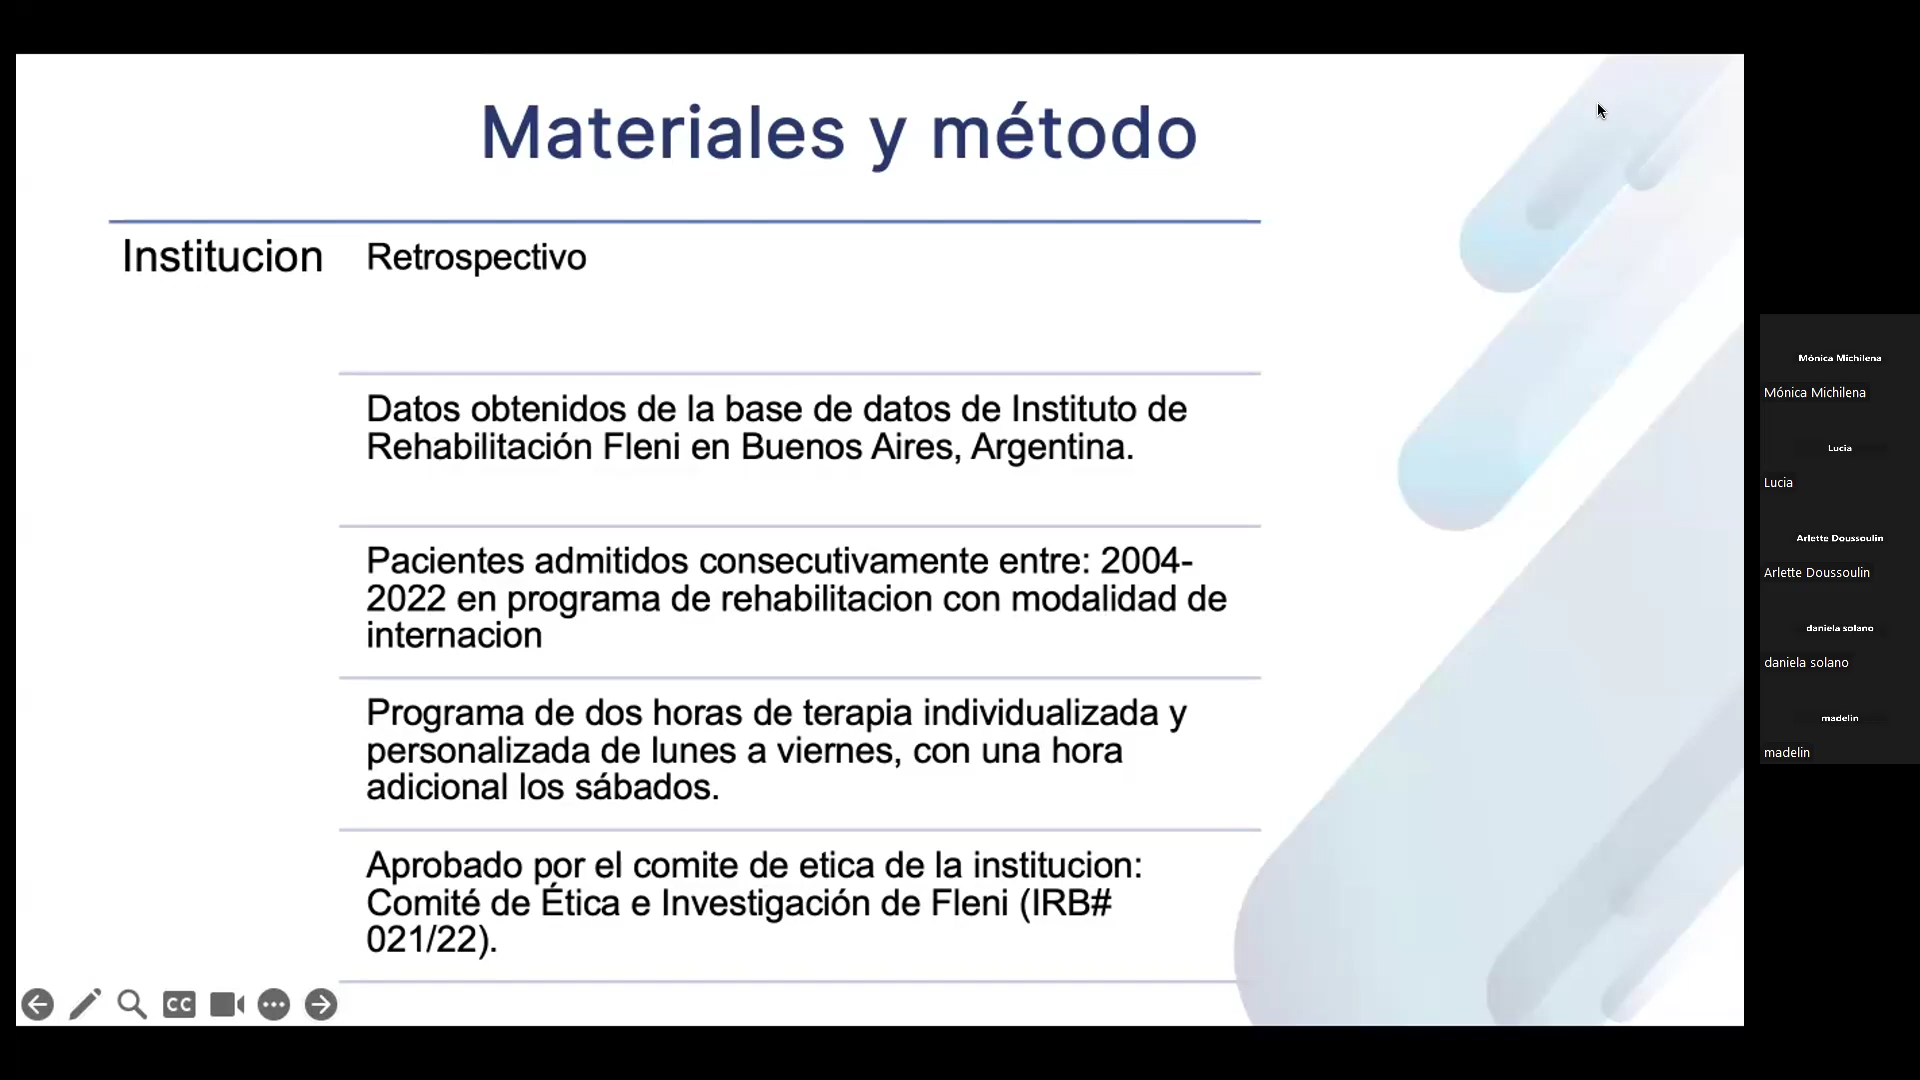 Materiales y método
Institucion
Retrospectivo
Datos obtenidos de la base de datos de Instituto de
Rehabilitación Fleni en Buenos Aires, Argentina.
Pacientes admitidos consecutivamente entre: 2004-
2022 en programa de rehabilitacion con modalidad de
internacion
Programa de dos horas de terapia individualizada y
personalizada de lunes a viernes, con una hora
adicional los sábados.
Aprobado por el comite de etica de la institucion:
Comité de Ética e Investigación de Fleni (IRB#
021/22).
CC
Mónica Michilena
Mónica Michilena
Lucia
Lucia
Arlette Doussoulin
Arlette Doussoulin
daniela solano
daniela solano
madelin
madelin